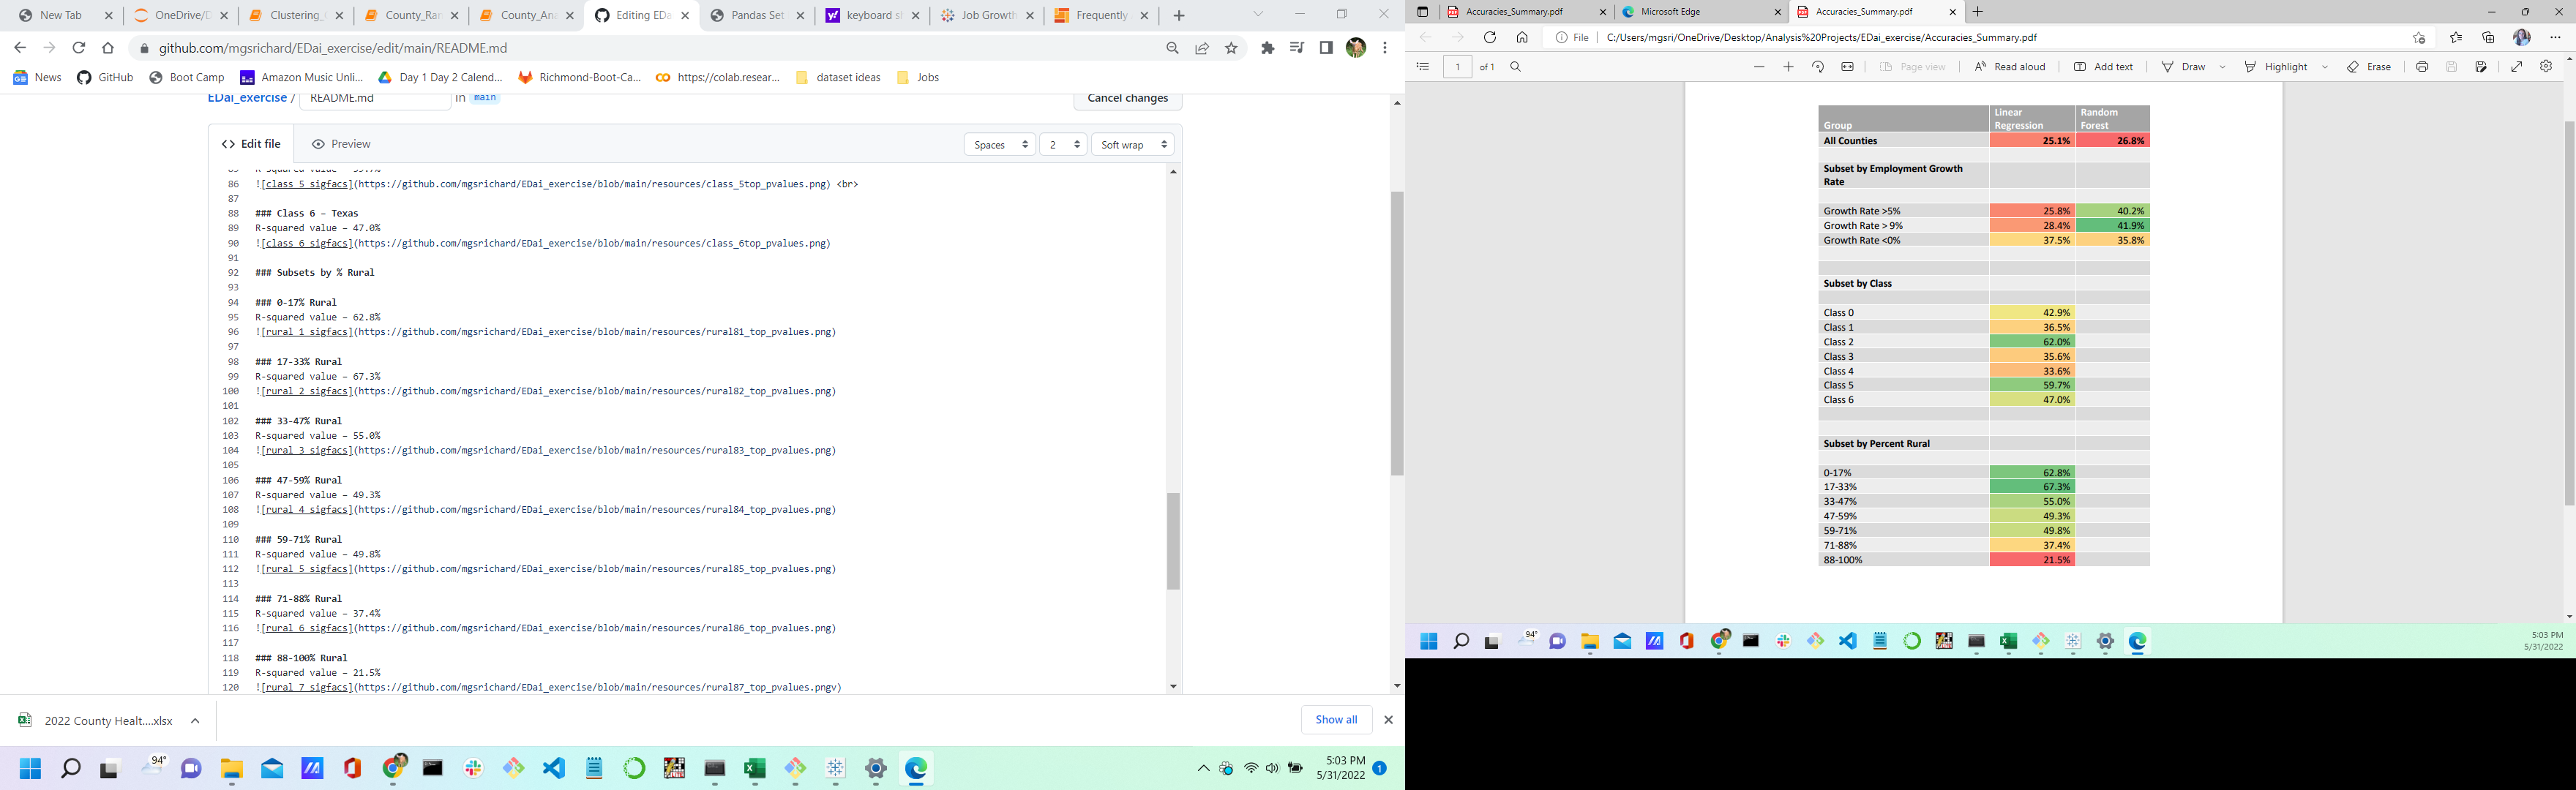 New Tab
OneDrive/D
Clustering_
County_Ran
County_Ana
Editing EDa
Pandas Set
keyboard s
Job Growth
Frequently
github.com/mgsrichard/EDai_exercise/edit/main/README.md
News
GitHub
Boot Camp
Amazon Music Unli...
Day 1 Day 2 Calend...
Richmond-Boot-Ca...
https://colab.resear...
dataset ideas
Jobs
EDai_exercise / README.md in main
Cancel changes
<> Edit file
Preview
Spaces
2
Soft wrap
85 R-squared value – 59.7%
86 ![class 5 sigfacs](https://github.com/mgsrichard/EDai_exercise/blob/main/resources/class_5top_pvalues.png) <br>
87
88 ### Class 6 – Texas
89 R-squared value – 47.0%
90 ![class 6 sigfacs](https://github.com/mgsrichard/EDai_exercise/blob/main/resources/class_6top_pvalues.png)
91
92 ### Subsets by % Rural
93
94 ### 0-17% Rural
95 R-squared value – 62.8%
96 ![rural 1 sigfacs](https://github.com/mgsrichard/EDai_exercise/blob/main/resources/rural81_top_pvalues.png)
97
98 ### 17-33% Rural
99 R-squared value – 67.3%
100 ![rural 2 sigfacs](https://github.com/mgsrichard/EDai_exercise/blob/main/resources/rural82_top_pvalues.png)
101
102 ### 33-47% Rural
103 R-squared value – 55.0%
104 ![rural 3 sigfacs](https://github.com/mgsrichard/EDai_exercise/blob/main/resources/rural83_top_pvalues.png)
105
106 ### 47-59% Rural
107 R-squared value – 49.3%
108 ![rural 4 sigfacs](https://github.com/mgsrichard/EDai_exercise/blob/main/resources/rural84_top_pvalues.png)
109
110 ### 59-71% Rural
111 R-squared value – 49.8%
112 ![rural 5 sigfacs](https://github.com/mgsrichard/EDai_exercise/blob/main/resources/rural85_top_pvalues.png)
113
114 ### 71-88% Rural
115 R-squared value – 37.4%
116 ![rural 6 sigfacs](https://github.com/mgsrichard/EDai_exercise/blob/main/resources/rural86_top_pvalues.png)
117
118 ### 88-100% Rural
119 R-squared value – 21.5%
120 ![rural 7 sigfacs](https://github.com/mgsrichard/EDai_exercise/blob/main/resources/rural87_top_pvalues.pngv)
2022 County Healt....xlsx
Show all
94°
5:03 PM
5/31/2022
1
Accuracies_Summary.pdf
Microsoft Edge
Accuracies_Summary.pdf
File
C:/Users/mgsri/OneDrive/Desktop/Analysis%20Projects/EDai_exercise/Accuracies_Summary.pdf
1 of 1
Page view
Read aloud
Add text
Draw
Highlight
Erase
Group Linear Regression Random Forest
All Counties 25.1% 26.8%
Subset by Employment Growth
Rate
Growth Rate >5% 25.8% 40.2%
Growth Rate > 9% 28.4% 41.9%
Growth Rate <0% 37.5% 35.8%
Subset by Class
Class 0 42.9%
Class 1 36.5%
Class 2 62.0%
Class 3 35.6%
Class 4 33.6%
Class 5 59.7%
Class 6 47.0%
Subset by Percent Rural
0-17% 62.8%
17-33% 67.3%
33-47% 55.0%
47-59% 49.3%
59-71% 49.8%
71-88% 37.4%
88-100% 21.5%
94°
5:03 PM
5/31/2022